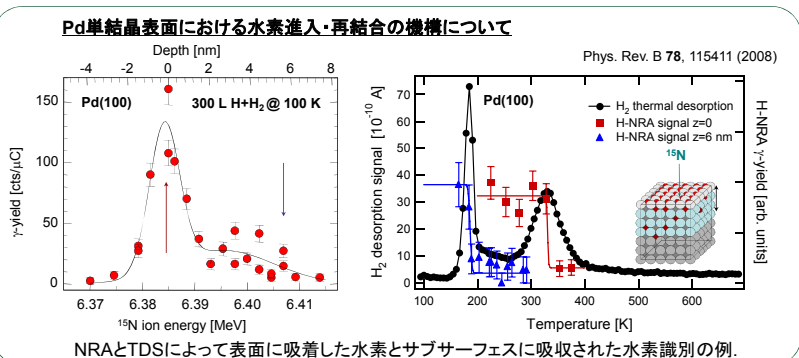 Pd単結晶表面における水素進入・再結合の機構について
Phys. Rev. B 78, 115411 (2008)
Depth [nm]
-4 -2 0 2 4 6 8
Pd(100)
300 L H+H₂ @ 100 K
γ-yield [cts/μC]
150
100
50
0
6.37 6.38 6.39 6.40 6.41
¹⁵N ion energy [MeV]
H₂ desorption signal [10⁻¹⁰ A]
70
60
50
40
30
20
10
0
Pd(100)
H₂ thermal desorption
H-NRA signal z=0
H-NRA signal z=6 nm
¹⁵N
H-NRA γ-yield [arb. units]
100 200 300 400 500 600
Temperature [K]
NRAとTDSによって表面に吸着した水素とサブサーフェスに吸収された水素識別の例.